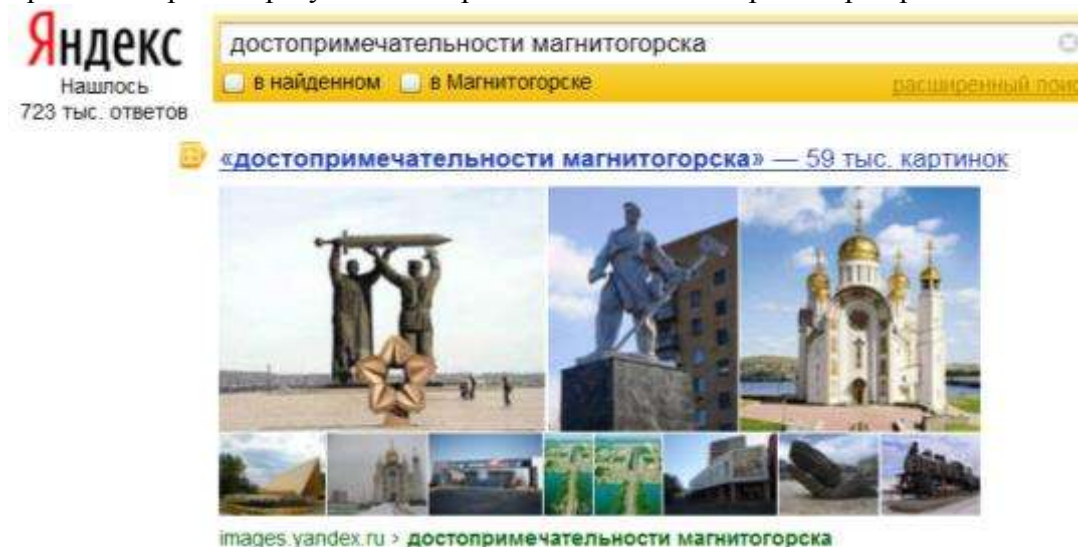 Яндекс
Нашлось
723 тыс. ответов
достопримечательности магнитогорска
в найденном в Магнитогорске
расширенный поис
«достопримечательности магнитогорска» — 59 тыс. картинок
images.yandex.ru › достопримечательности магнитогорска